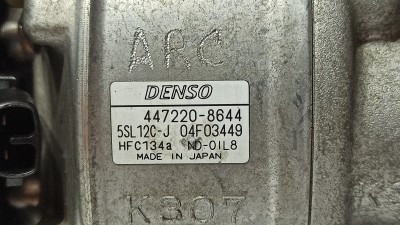 ARC
DENSO
447220-8644
5SL12C-J 04F03449
HFC134a ND-OIL8
MADE IN JAPAN
K307